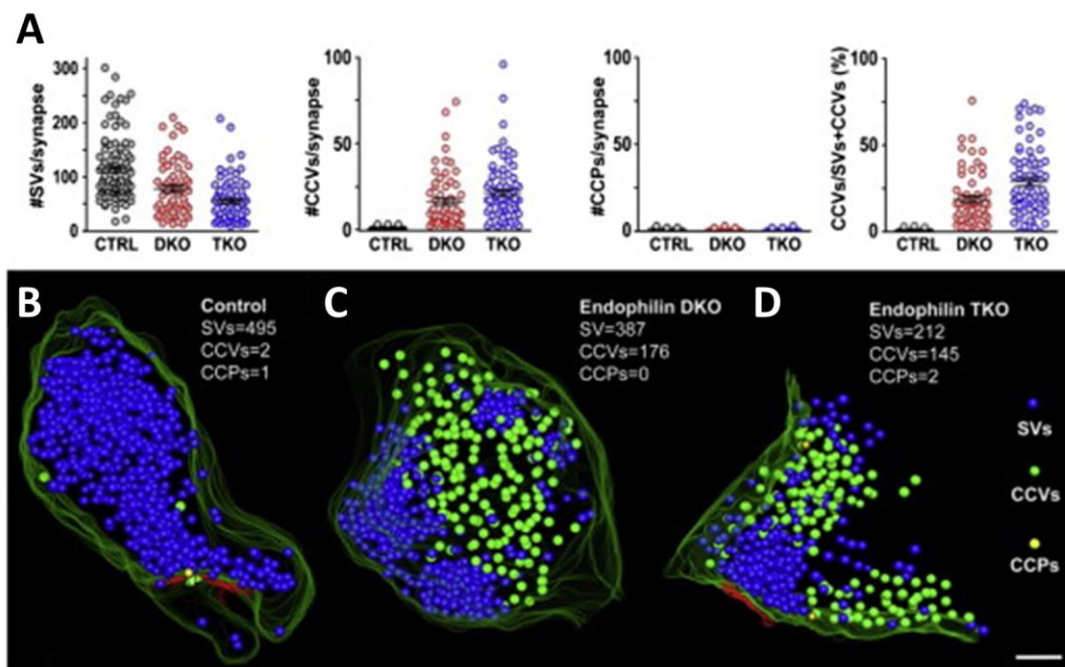 A
#SVs/synapse
300
200
100
0
CTRL DKO TKO
#CCVs/synapse
100
50
0
CTRL DKO TKO
#CCPs/synapse
100
50
0
CTRL DKO TKO
CCVs/SVs+CCVs (%)
100
50
0
CTRL DKO TKO
B
Control
SVs=495
CCVs=2
CCPs=1
C
Endophilin DKO
SV=387
CCVs=176
CCPs=0
D
Endophilin TKO
SVs=212
CCVs=145
CCPs=2
SVs
CCVs
CCPs